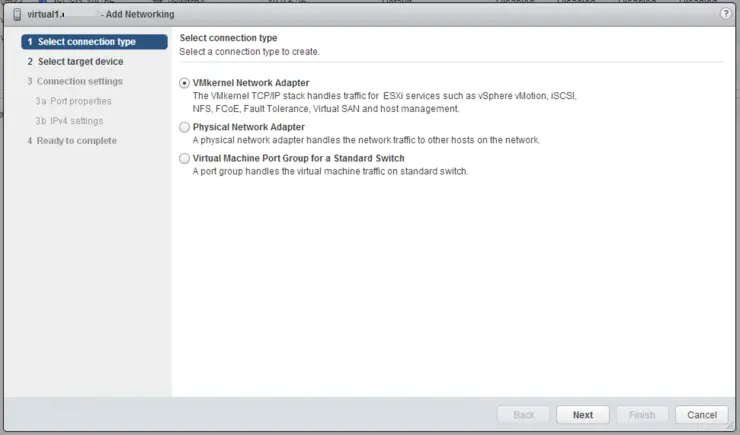 virtual1. - Add Networking
?
1 Select connection type
2 Select target device
3 Connection settings
3a Port properties
3b IPv4 settings
4 Ready to complete
Select connection type
Select a connection type to create.
VMkernel Network Adapter
The VMkernel TCP/IP stack handles traffic for ESXi services such as vSphere vMotion, iSCSI,
NFS, FCoE, Fault Tolerance, Virtual SAN and host management.
Physical Network Adapter
A physical network adapter handles the network traffic to other hosts on the network.
Virtual Machine Port Group for a Standard Switch
A port group handles the virtual machine traffic on standard switch.
Back
Next
Finish
Cancel